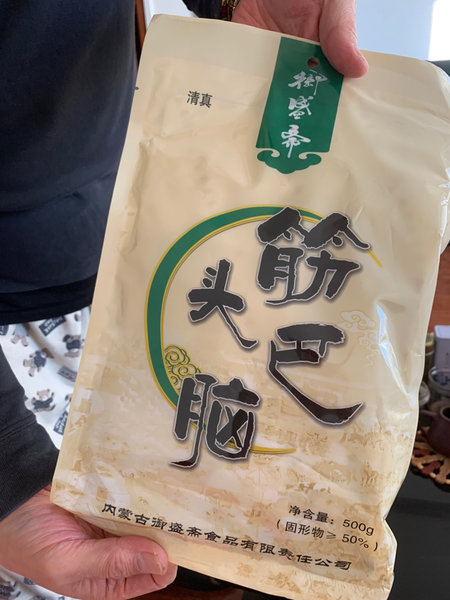 御盛斋
清真
筋巴
头脑
净含量：500g
（固形物≥50%）
内蒙古御盛斋食品有限责任公司